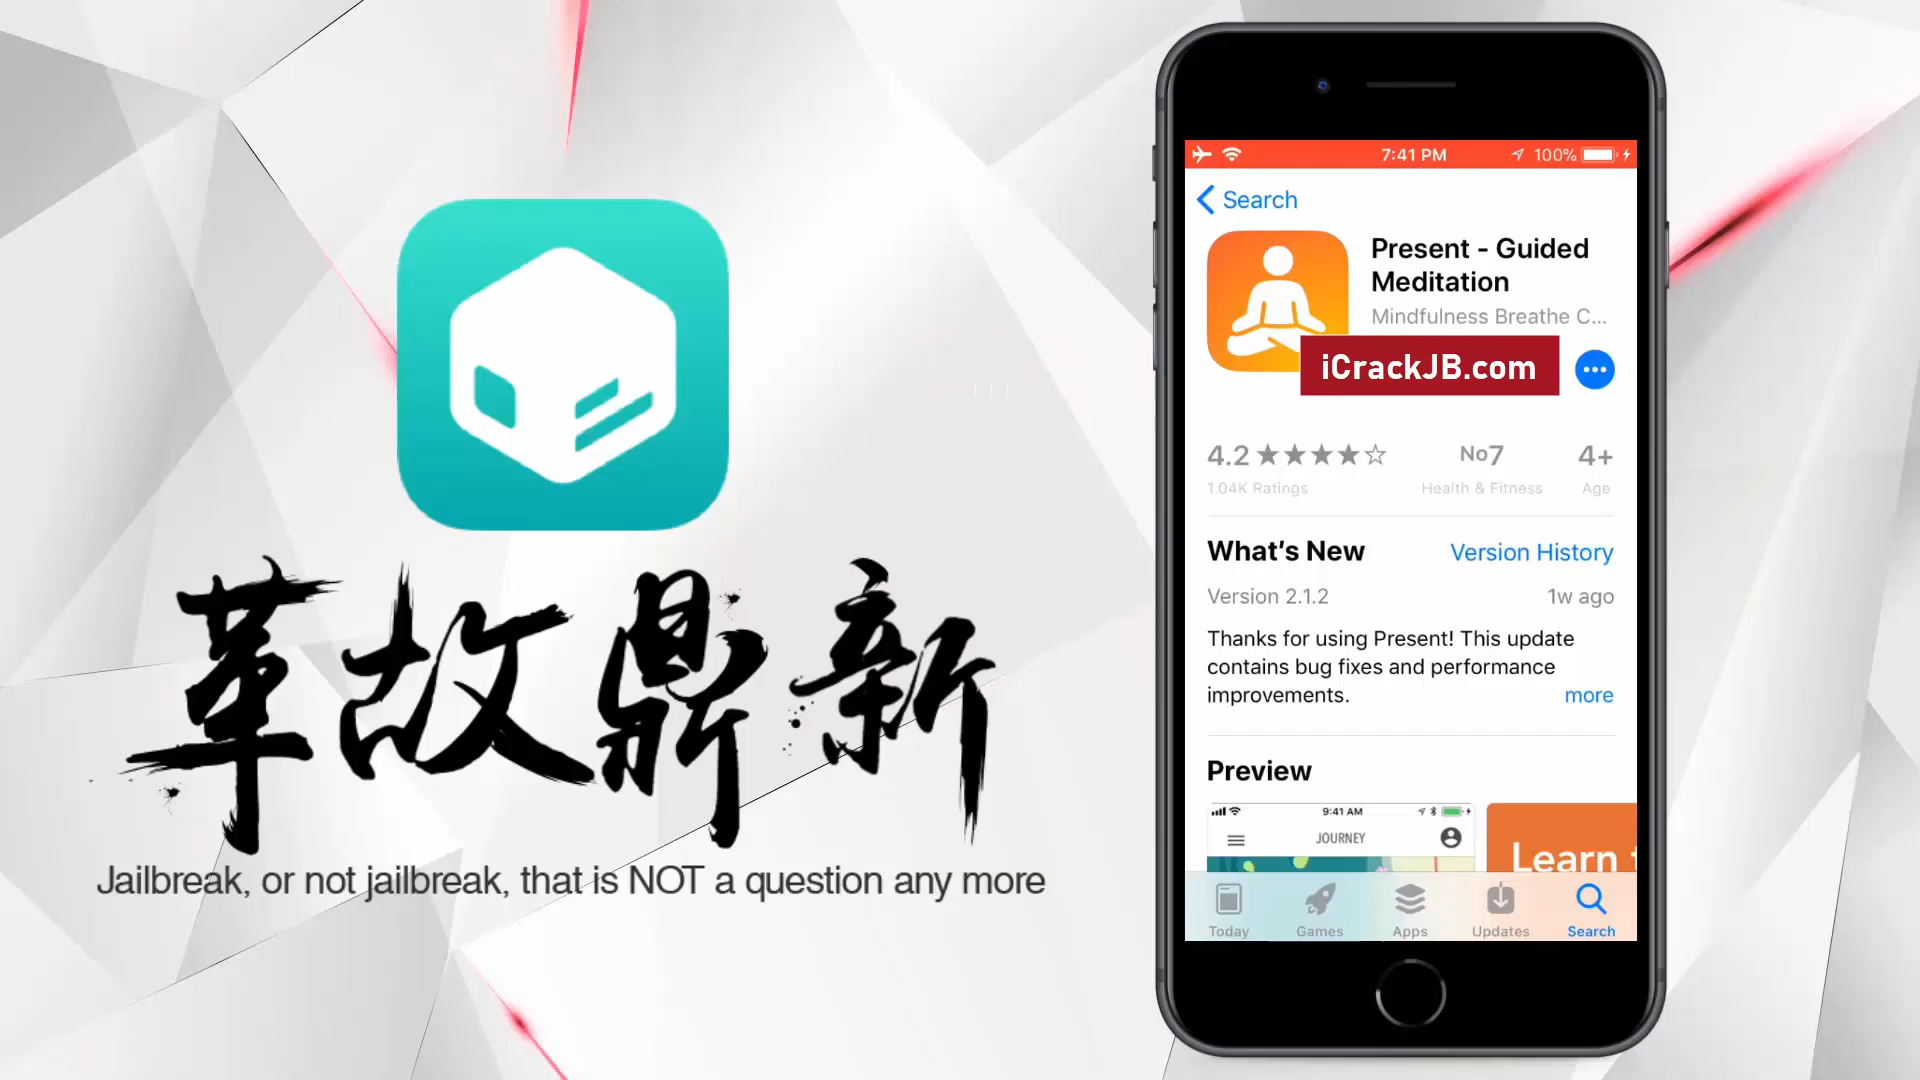 革故鼎新
Jailbreak, or not jailbreak, that is NOT a question any more
7:41 PM
100%
Search
Present - Guided
Meditation
Mindfulness Breathe C...
iCrackJB.com
4.2 ★★★★☆
No7
4+
1.04K Ratings
Health & Fitness
Age
What's New
Version History
Version 2.1.2
1w ago
Thanks for using Present! This update
contains bug fixes and performance
improvements.
more
Preview
9:41 AM
JOURNEY
Learn
Today
Games
Apps
Updates
Search